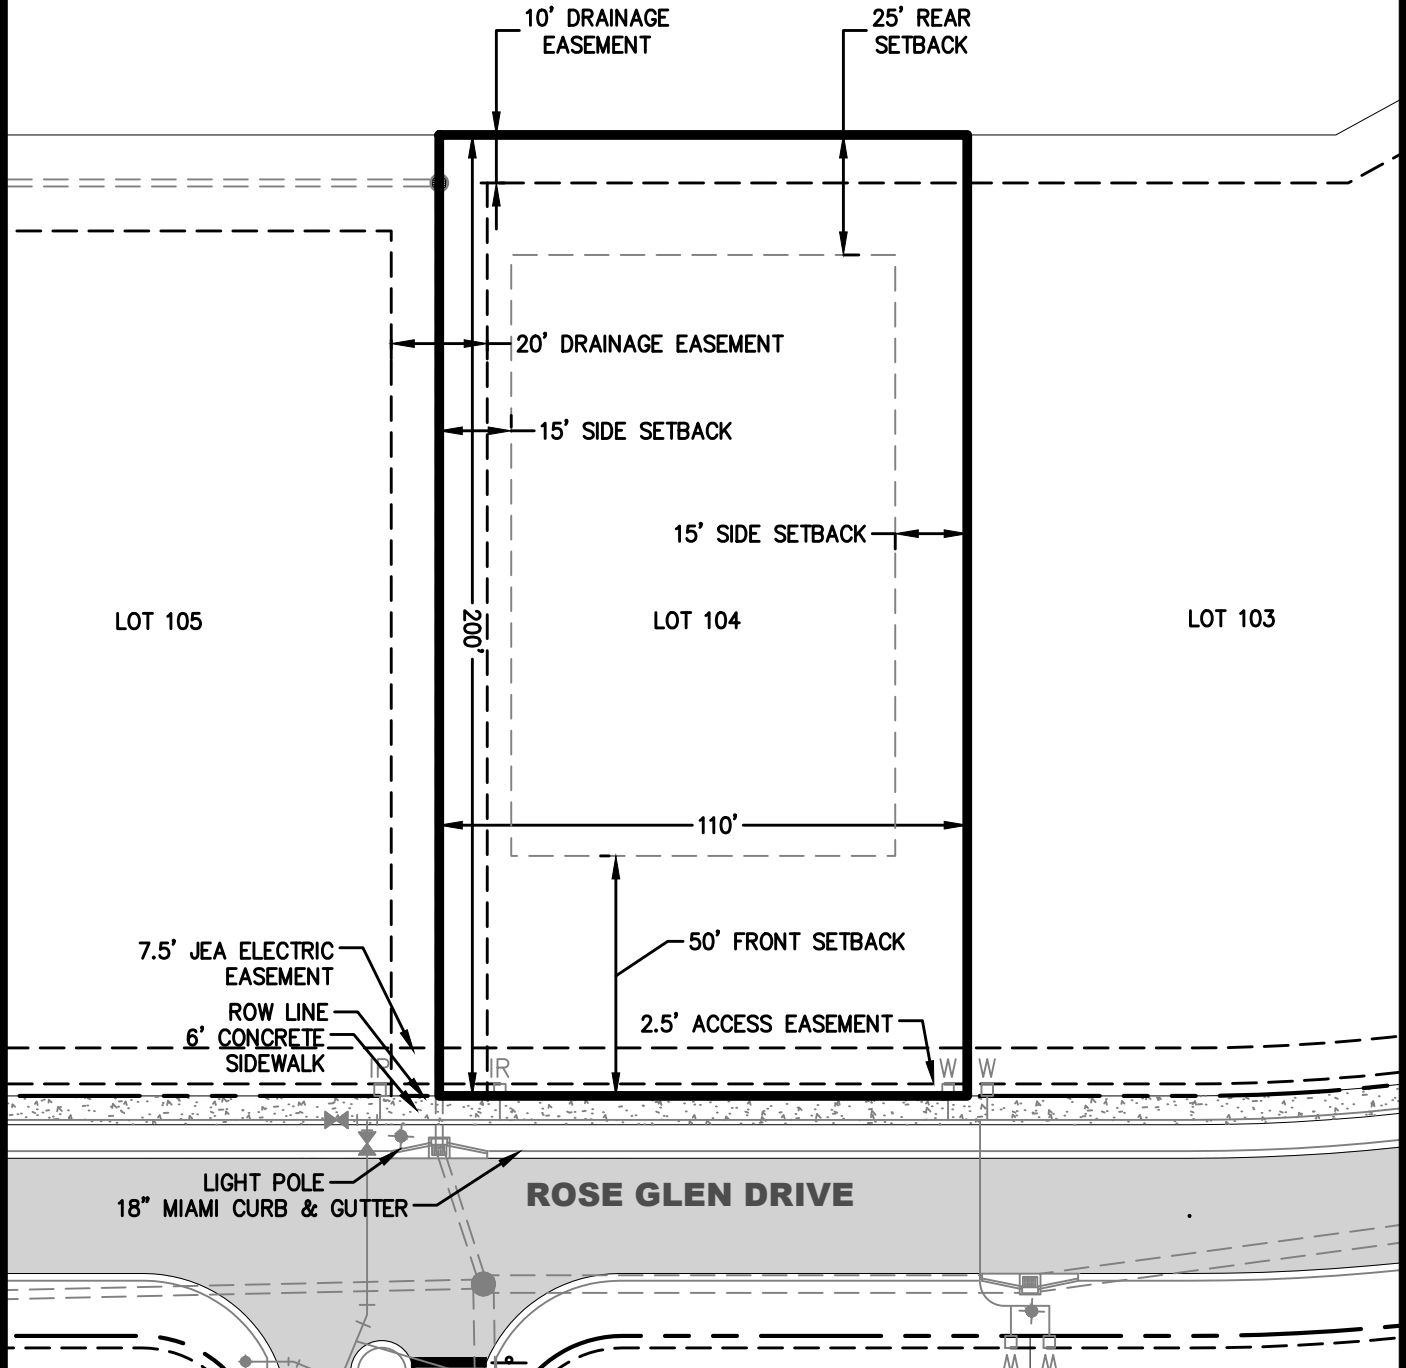 10' DRAINAGE
EASEMENT
25' REAR
SETBACK
20' DRAINAGE EASEMENT
15' SIDE SETBACK
15' SIDE SETBACK
LOT 105
200'
LOT 104
LOT 103
110'
7.5' JEA ELECTRIC
EASEMENT
50' FRONT SETBACK
ROW LINE
6' CONCRETE
SIDEWALK
2.5' ACCESS EASEMENT
IR
IR
W
W
LIGHT POLE
18" MIAMI CURB & GUTTER
ROSE GLEN DRIVE
W
W